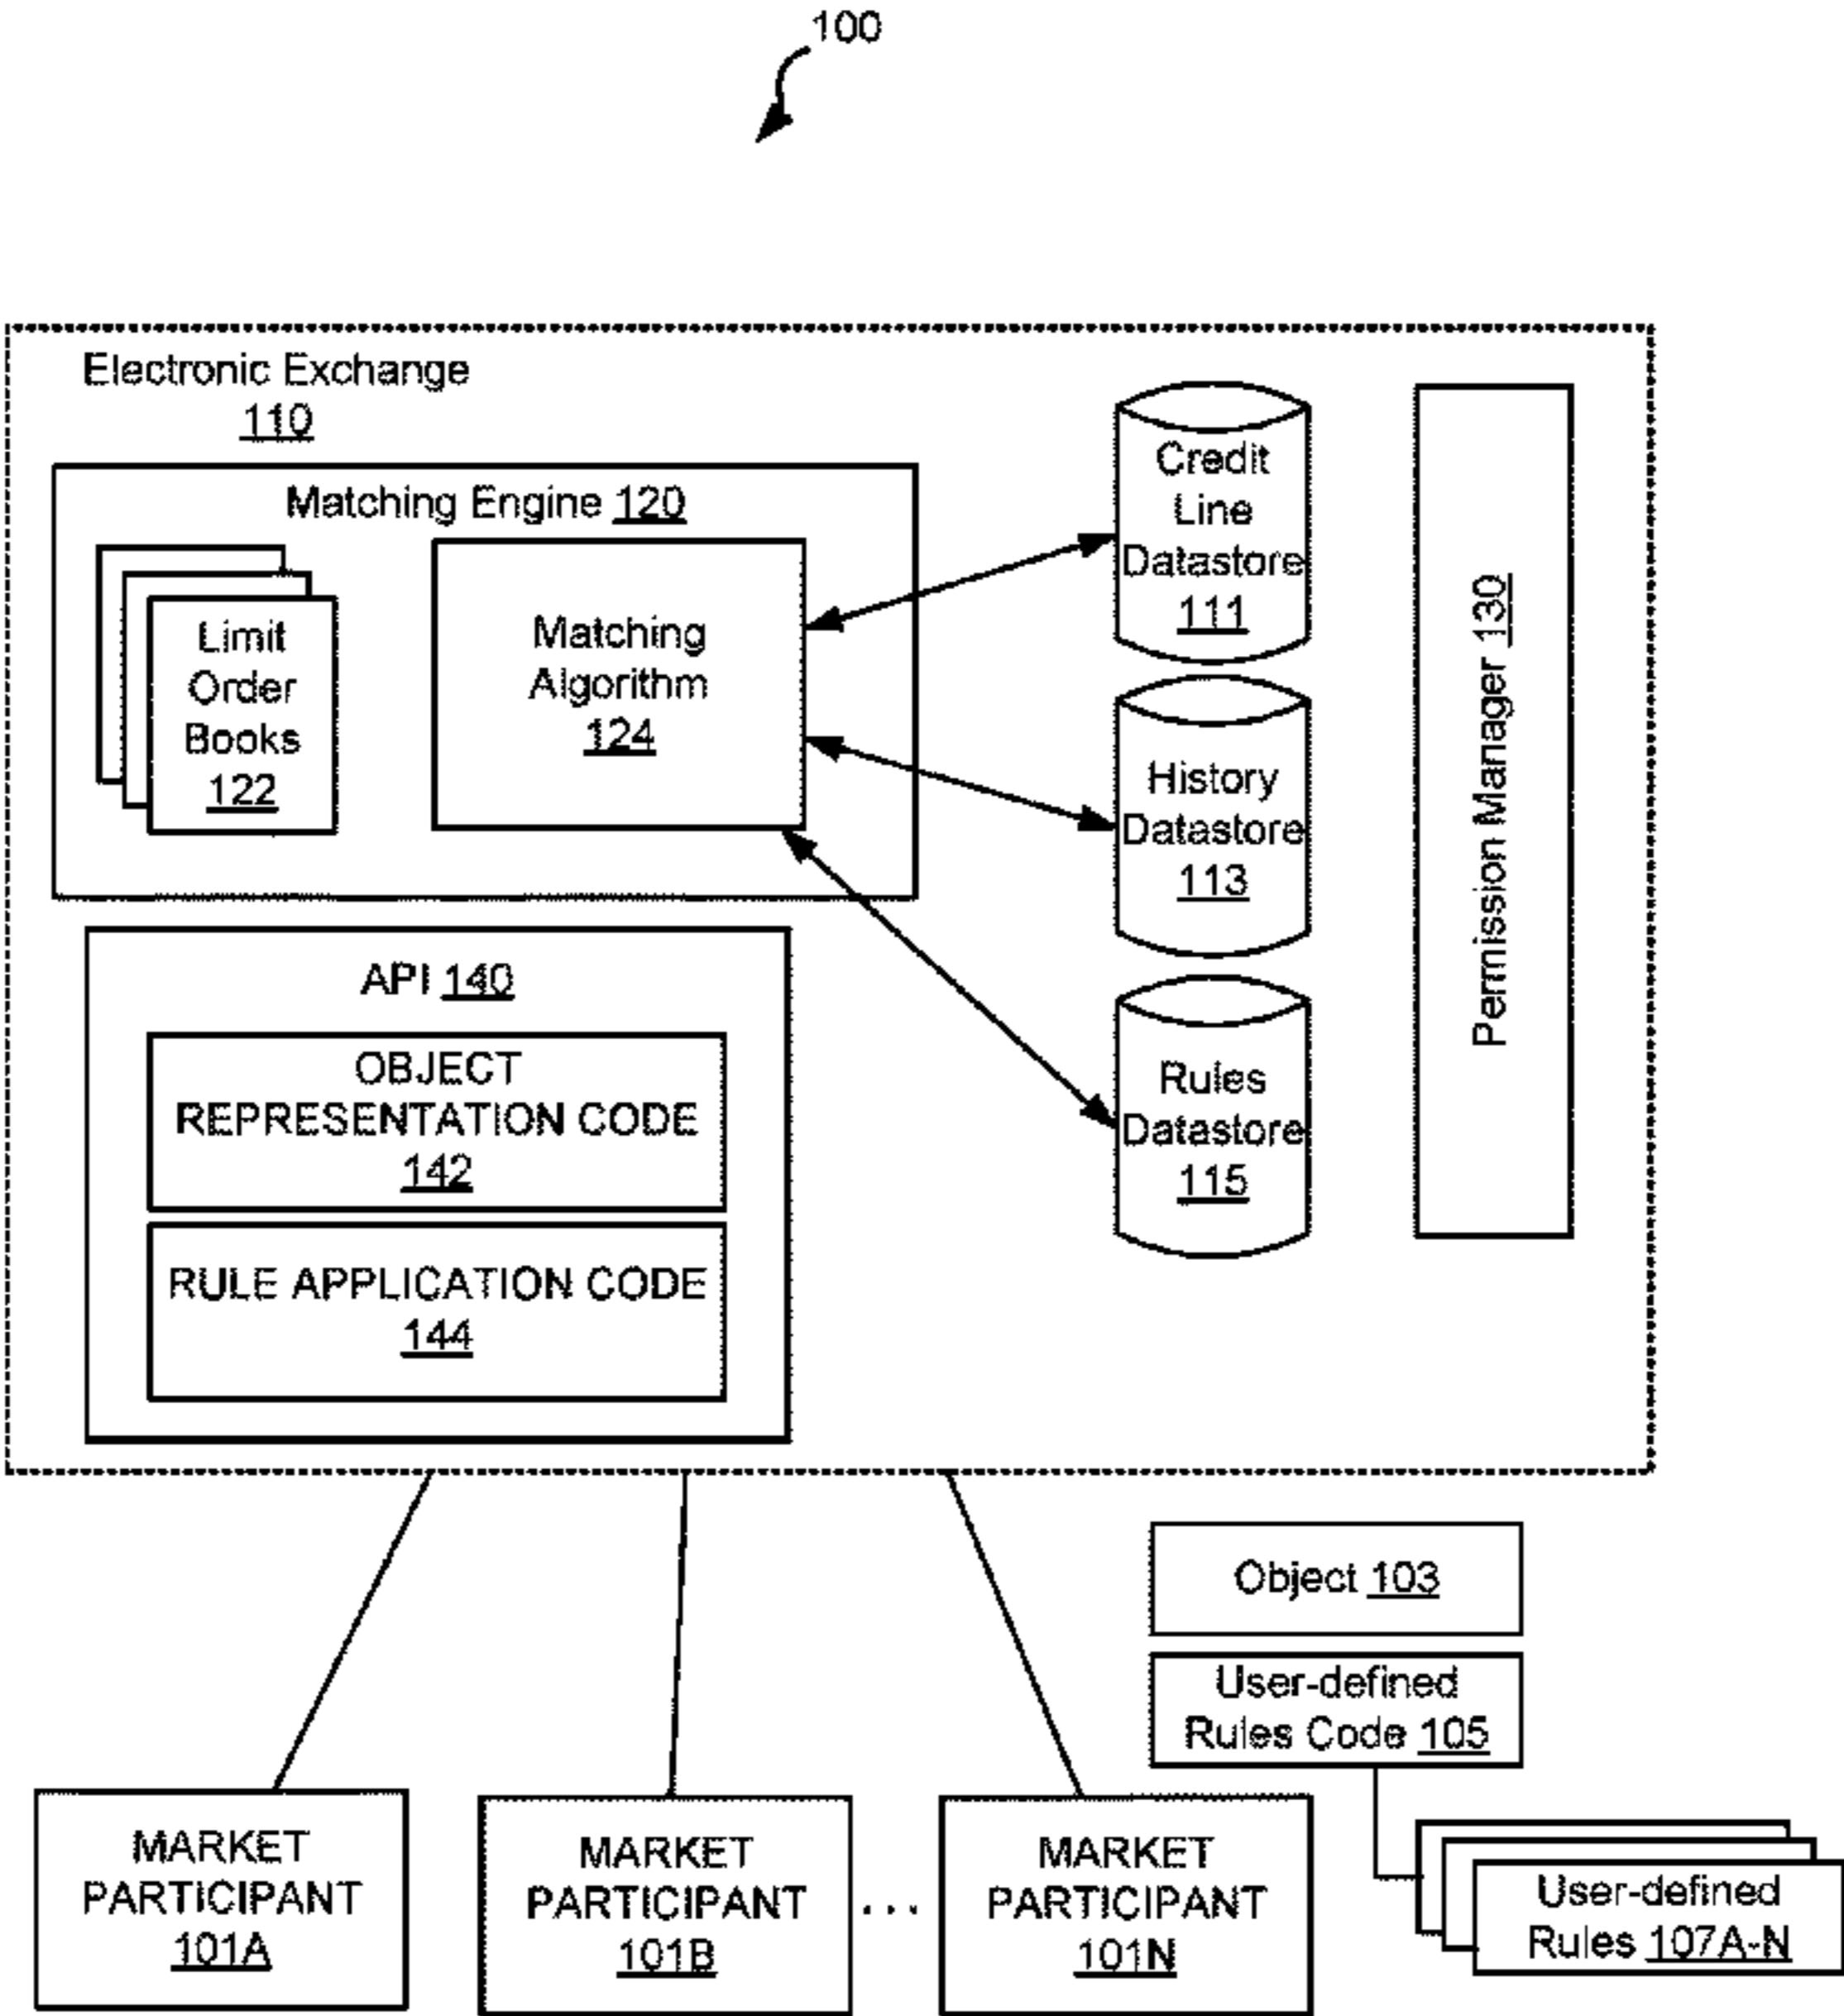 100
Electronic Exchange
110
Matching Engine 120
Limit
Order
Books
122
Matching
Algorithm
124
Credit
Line
Datastore
111
History
Datastore
113
Rules
Datastore
115
Permission Manager 130
API 140
OBJECT
REPRESENTATION CODE
142
RULE APPLICATION CODE
144
Object 103
User-defined
Rules Code 105
MARKET
PARTICIPANT
101A
MARKET
PARTICIPANT
101B
...
MARKET
PARTICIPANT
101N
User-defined
Rules 107A-N